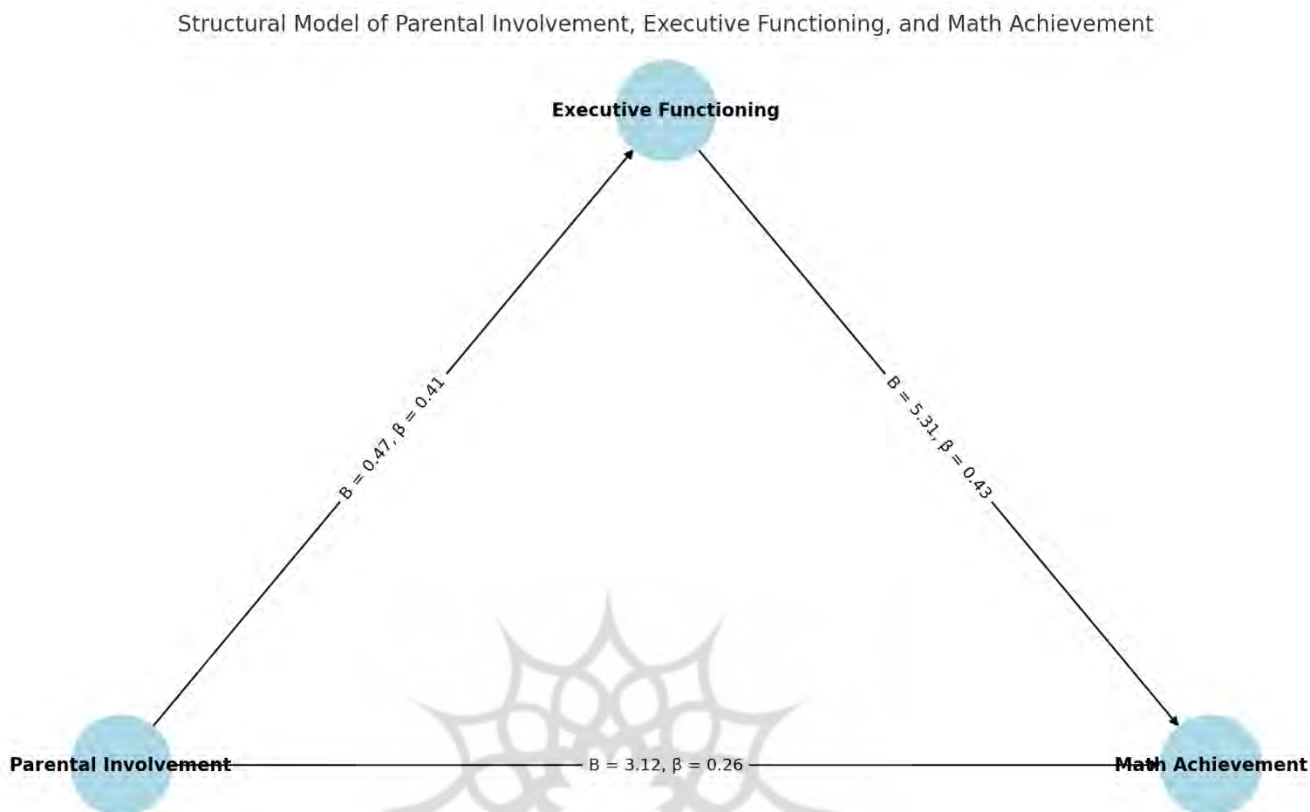 Structural Model of Parental Involvement, Executive Functioning, and Math Achievement
Executive Functioning
B = 0.47, β = 0.41
B = 5.31, β = 0.43
Parental Involvement
B = 3.12, β = 0.26
Math Achievement